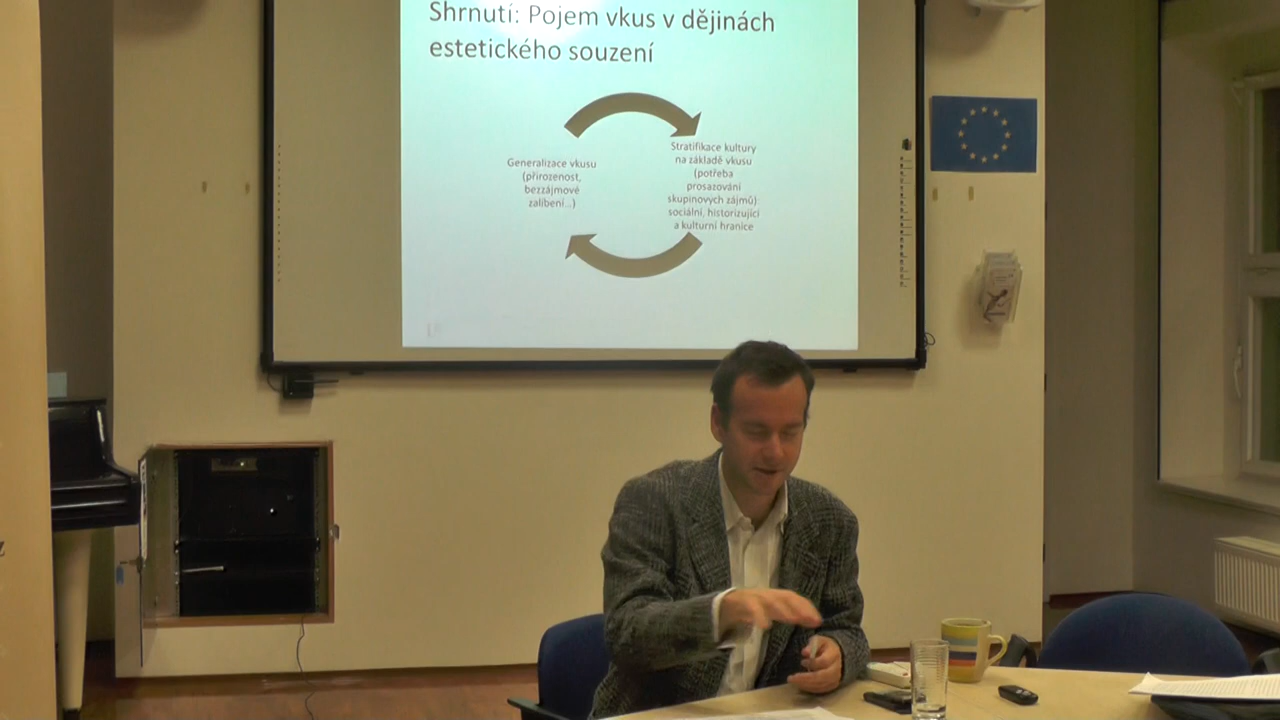 Shrnutí: Pojem vkus v dějinách
estetického souzení
Generalizace vkusu
(přirozenost,
bezzájmové
zalíbení...)
Stratifikace kultury
na základě vkusu
(potřeba
prosazování
skupinových zájmů):
sociální, historizující
a kulturní hranice